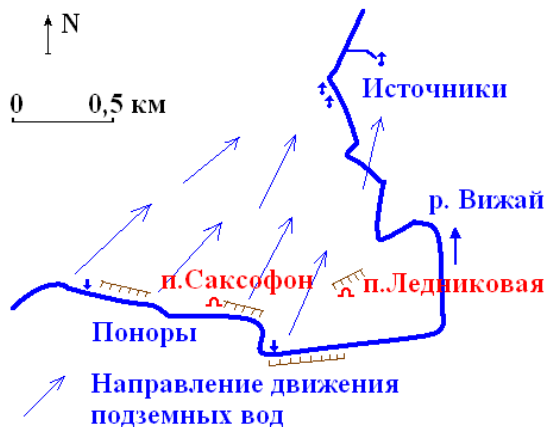 N
0 0,5 км
Источники
р. Вижай
п.Саксофон
п.Ледниковая
Поноры
Направление движения
подземных вод